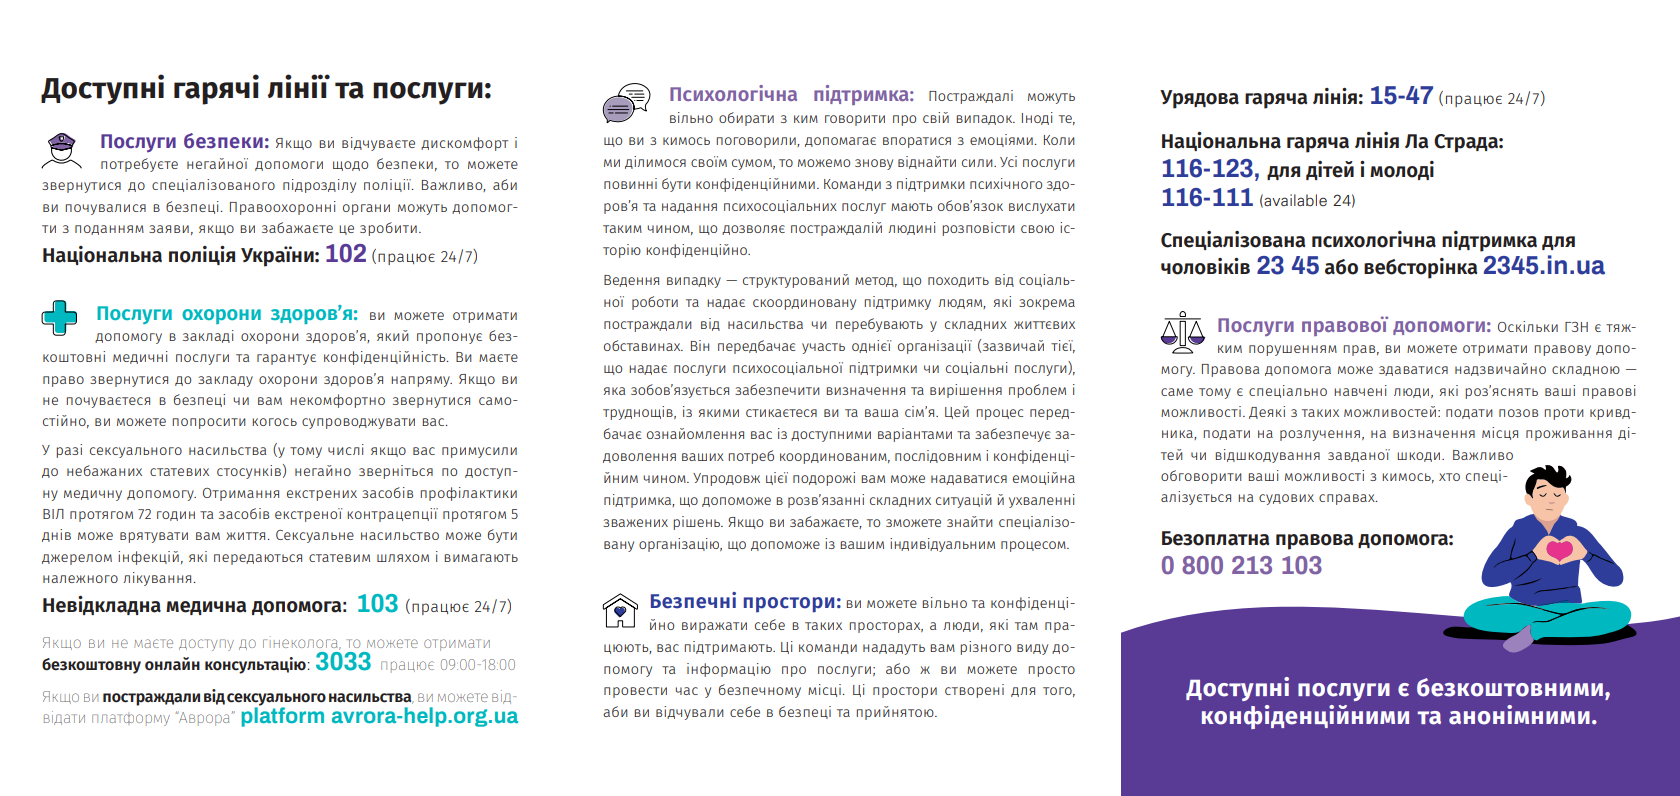 Доступні гарячі лінії та послуги:
Послуги безпеки: Якщо ви відчуваєте дискомфорт і
потребуєте негайної допомоги щодо безпеки, то можете
звернутися до спеціалізованого підрозділу поліції. Важливо, аби
ви почувалися в безпеці. Правоохоронні органи можуть допомог-
ти з поданням заяви, якщо ви забажаєте це зробити.
Національна поліція України: 102 (працює 24/7)
Послуги охорони здоров’я: ви можете отримати
допомогу в закладі охорони здоров’я, який пропонує без-
коштовні медичні послуги та гарантує конфіденційність. Ви маєте
право звернутися до закладу охорони здоров’я напряму. Якщо ви
не почуваєтеся в безпеці чи вам некомфортно звернутися само-
стійно, ви можете попросити когось супроводжувати вас.
У разі сексуального насильства (у тому числі якщо вас примусили
до небажаних статевих стосунків) негайно зверніться по доступ-
ну медичну допомогу. Отримання екстрених засобів профілактики
ВІЛ протягом 72 годин та засобів екстреної контрацепції протягом 5
днів може врятувати вам життя. Сексуальне насильство може бути
джерелом інфекцій, які передаються статевим шляхом і вимагають
належного лікування.
Невідкладна медична допомога: 103 (працює 24/7)
Якщо ви не маєте доступу до гінеколога, то можете отримати
безкоштовну онлайн консультацію: 3033 працює 09:00-18:00
Якщо ви постраждали від сексуального насильства, ви можете від-
відати платформу “Аврора” platform avrora-help.org.ua
Психологічна підтримка: Постраждалі можуть
вільно обирати з ким говорити про свій випадок. Іноді те,
що ви з кимось поговорили, допомагає впоратися з емоціями. Коли
ми ділимося своїм сумом, то можемо знову віднайти сили. Усі послуги
повинні бути конфіденційними. Команди з підтримки психічного здо-
ров’я та надання психосоціальних послуг мають обов’язок вислухати
таким чином, що дозволяє постраждалій людині розповісти свою іс-
торію конфіденційно.
Ведення випадку — структурований метод, що походить від соціаль-
ної роботи та надає скоординовану підтримку людям, які зокрема
постраждали від насильства чи перебувають у складних життєвих
обставинах. Він передбачає участь однієї організації (зазвичай тієї,
що надає послуги психосоціальної підтримки чи соціальні послуги),
яка зобов’язується забезпечити визначення та вирішення проблем і
труднощів, із якими стикаєтеся ви та ваша сім’я. Цей процес перед-
бачає ознайомлення вас із доступними варіантами та забезпечує за-
доволення ваших потреб координованим, послідовним і конфіденці-
йним чином. Упродовж цієї подорожі вам може надаватися емоційна
підтримка, що допоможе в розв’язанні складних ситуацій й ухваленні
зважених рішень. Якщо ви забажаєте, то зможете знайти спеціалізо-
вану організацію, що допоможе із вашим індивідуальним процесом.
Безпечні простори: ви можете вільно та конфіденці-
йно виражати себе в таких просторах, а люди, які там пра-
цюють, вас підтримають. Ці команди нададуть вам різного виду до-
помогу та інформацію про послуги; або ж ви можете просто
провести час у безпечному місці. Ці простори створені для того,
аби ви відчували себе в безпеці та прийнятою.
Урядова гаряча лінія: 15-47 (працює 24/7)
Національна гаряча лінія Ла Страда:
116-123, для дітей і молоді
116-111 (available 24)
Спеціалізована психологічна підтримка для
чоловіків 23 45 або вебсторінка 2345.in.ua
Послуги правової допомоги: Оскільки ГЗН є тяж-
ким порушенням прав, ви можете отримати правову допо-
могу. Правова допомога може здаватися надзвичайно складною —
саме тому є спеціально навчені люди, які роз’яснять ваші правові
можливості. Деякі з таких можливостей: подати позов проти кривд-
ника, подати на розлучення, на визначення місця проживання ді-
тей чи відшкодування завданої шкоди. Важливо
обговорити ваші можливості з кимось, хто спеці-
алізується на судових справах.
Безоплатна правова допомога:
0 800 213 103
Доступні послуги є безкоштовними,
конфіденційними та анонімними.